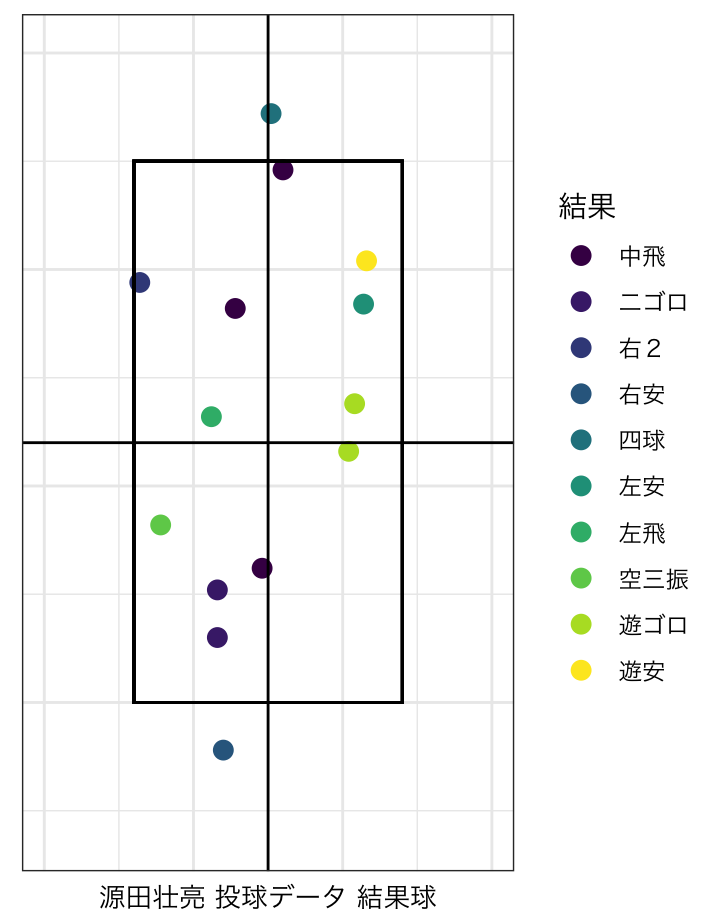 結果
中飛
ニゴロ
右２
右安
四球
左安
左飛
空三振
遊ゴロ
遊安
源田壮亮 投球データ 結果球